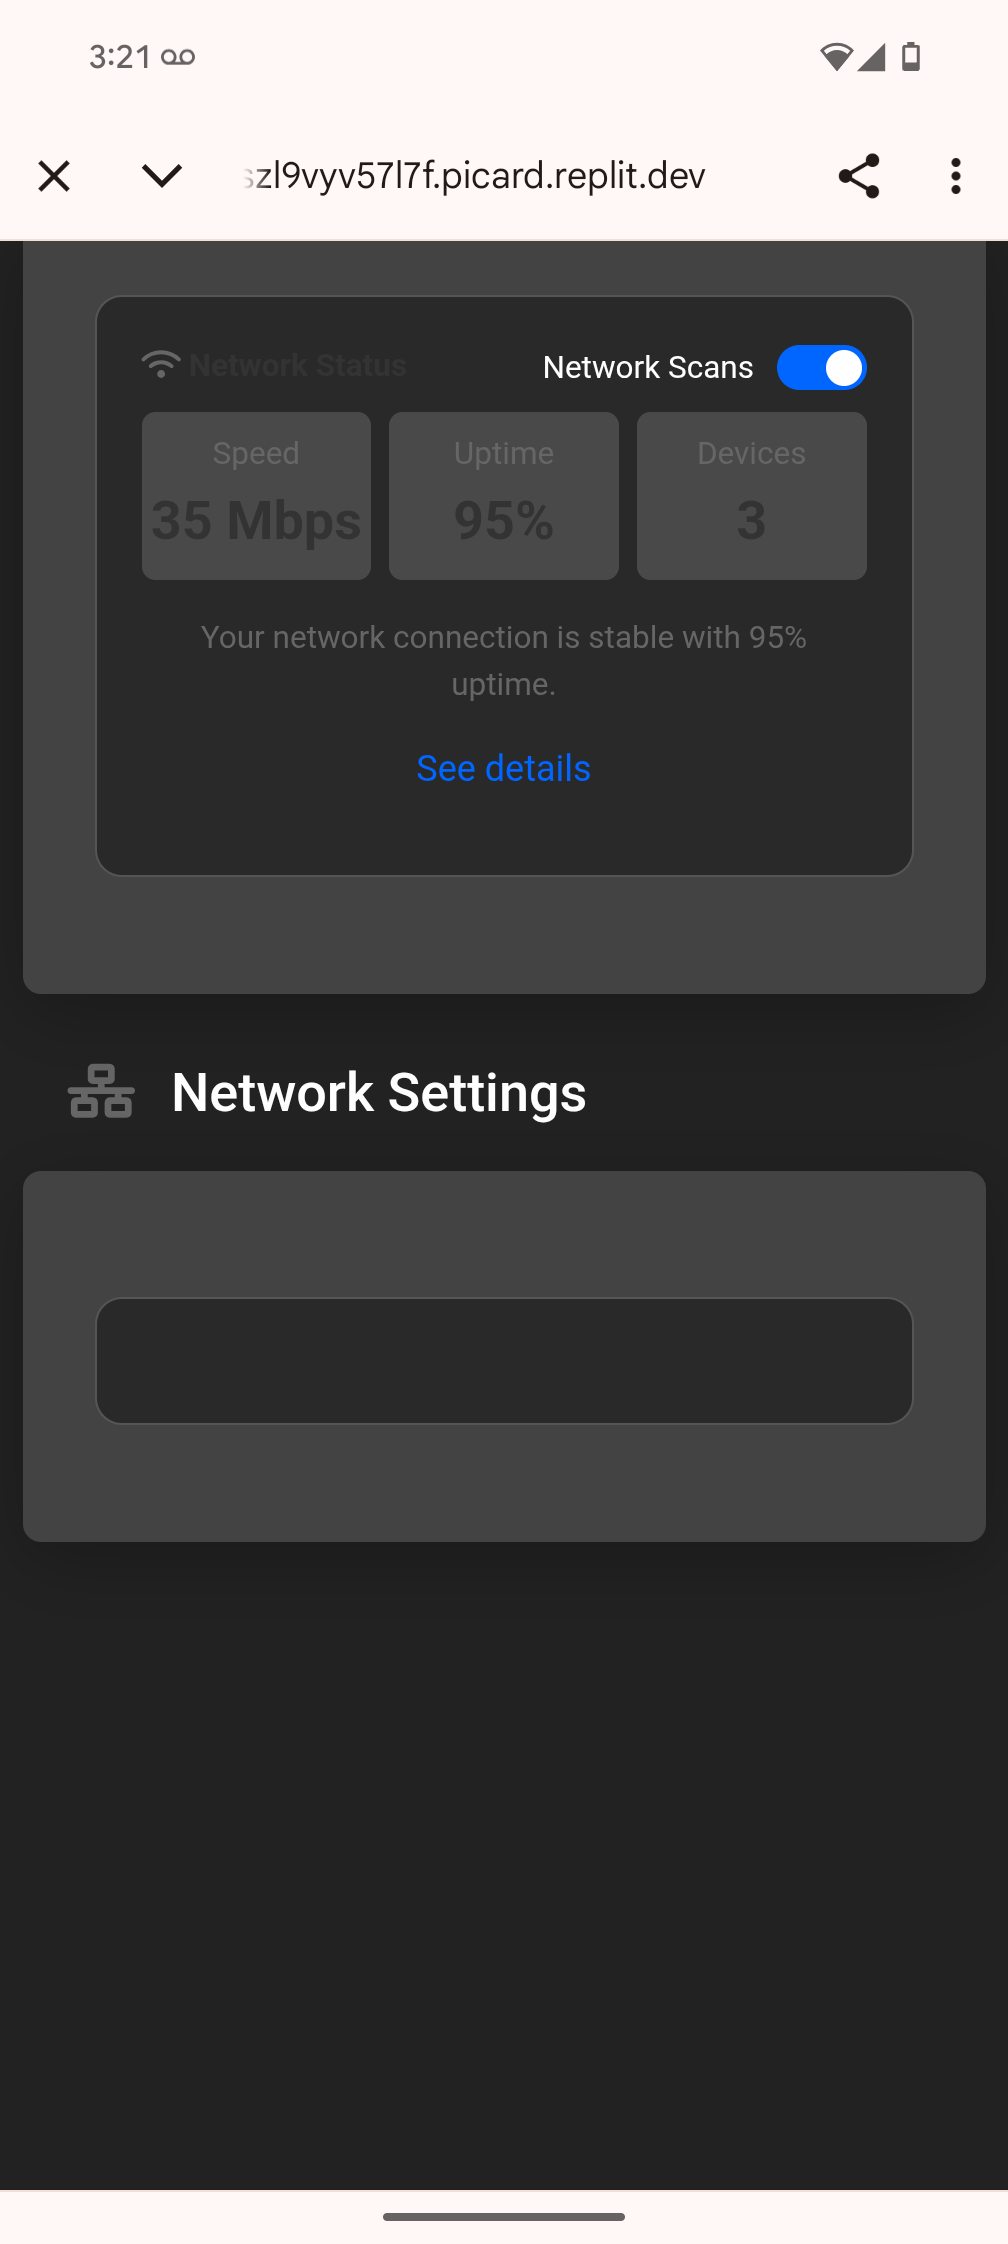 3:21
zl9vyv57l7f.picard.replit.dev
Network Status
Network Scans
Speed
Uptime
Devices
35 Mbps
95%
3
Your network connection is stable with 95%
uptime.
See details
Network Settings